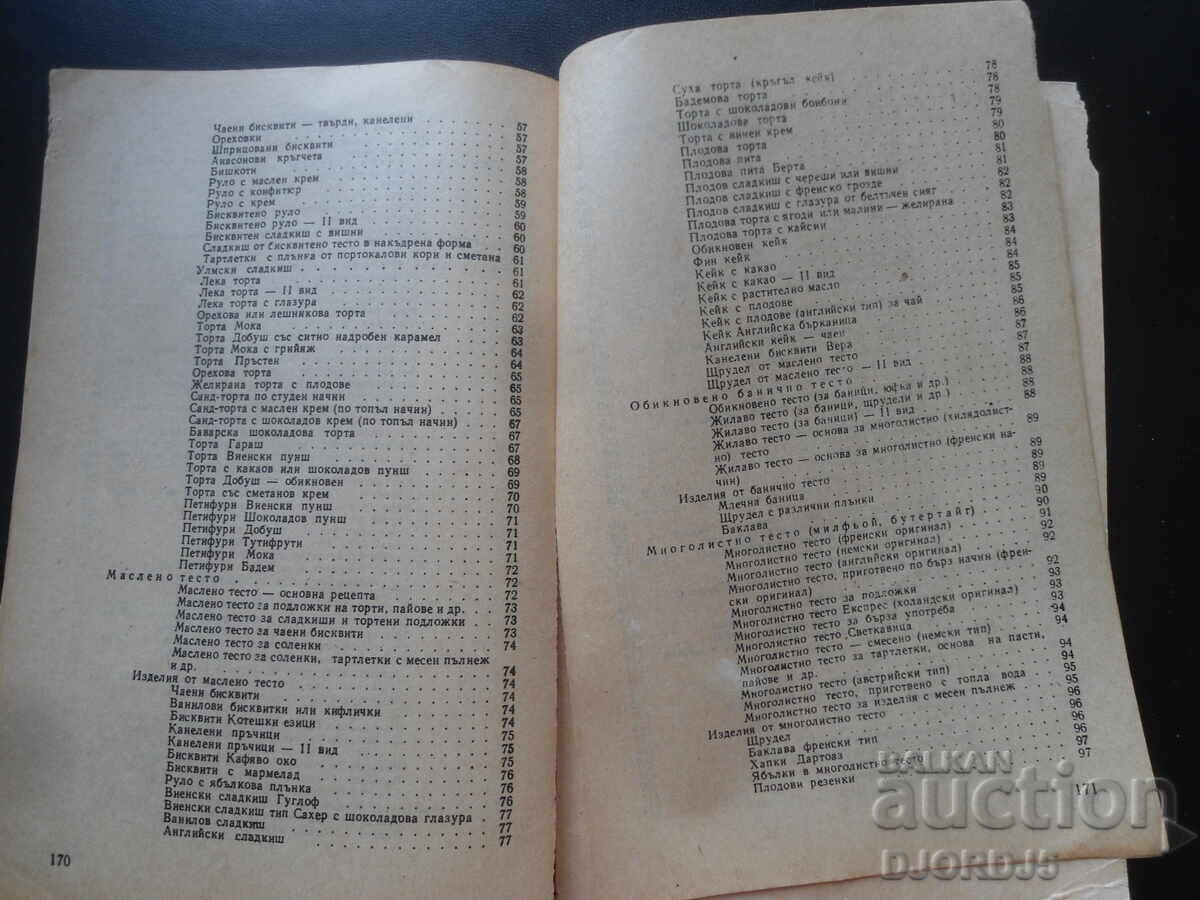 Чаени бисквити — твърди, канелени 57
Ореховки 57
Шприцовани бисквити 57
Анасонови кръгчета 57
Бишкоти 58
Руло с маслен крем 58
Руло с конфитюр 58
Руло с крем 59
Бисквитено руло 59
Бисквитено руло — II вид 60
Бисквитен сладкиш с вишни 60
Сладкиш от бисквитено тесто в накъдрена форма 60
Тартлетки с плънка от портокалови кори и сметана 61
Улмски сладкиш 61
Лека торта 61
Лека торта — II вид 62
Лека торта с глазура 62
Орехова или лешникова торта 62
Торта Мока 63
Торта Добуш със ситно надробен карамел 63
Торта Мока с грийяж 64
Торта Пръстен 64
Орехова торта 65
Желирана торта с плодове 65
Санд-торта по студен начин 65
Санд-торта с маслен крем (по топъл начин) 65
Санд-торта с шоколадов крем (по топъл начин) 67
Баварска шоколадова торта 67
Торта Гараш 67
Торта Виенски пунш 68
Торта с какаов или шоколадов пунш 69
Торта Добуш — обикновен 69
Торта със сметанов крем 70
Петифури Виенски пунш 70
Петифури Шоколадов пунш 71
Петифури Добуш 71
Петифури Тутифрути 71
Петифури Мока 71
Петифури Бадем 72
Маслено тесто 72
Маслено тесто — основна рецепта 72
Маслено тесто за подложки на торти, пайове и др. 73
Маслено тесто за сладкиши и тортени подложки 73
Маслено тесто за чаени бисквити 73
Маслено тесто за соленки 74
Маслено тесто за соленки, тартлетки с месен пълнеж
и др. 74
Изделия от маслено тесто 74
Чаени бисквити 74
Ванилови бисквитки или кифлички 74
Бисквити Котешки езици 74
Канелени пръчици 75
Канелени пръчици — II вид 75
Бисквити Кафяво око 75
Бисквити с мармелад 76
Руло с ябълкова плънка 76
Виенски сладкиш Гуглоф 76
Виенски сладкиш тип Сахер с шоколадова глазура 77
Ванилов сладкиш 77
Английски сладкиш 77
170
Суха торта (кръгъл кейк) 78
Бадемова торта 78
Торта с шоколадови бонбони 78
Шоколадова торта 79
Торта с винен крем 79
Плодова торта 80
Плодова пита 80
Плодова пита Берта 81
Плодов сладкиш с череши или вишни 81
Плодов сладкиш с френско грозде 82
Плодов сладкиш с глазура от белтъчен сняг 82
Плодова торта с ягоди или малини — желирана 82
Плодова торта с кайсии 83
Обикновен кейк 83
Фин кейк 84
Кейк с какао 84
Кейк с какао — II вид 84
Кейк с растително масло 85
Кейк с плодове 85
Кейк с плодове (английски тип) за чай 85
Кейк Английска бърканица 86
Английски кейк — чаен 86
Канелени бисквити Вера 87
Щрудел от маслено тесто 87
Щрудел от маслено тесто — II вид 87
Обикновено банично тесто 88
Обикновено тесто (за баници, юфка и др.) 88
Жилаво тесто (за баници, щрудели и др.) 88
Жилаво тесто (за баници) — II вид 88
Жилаво тесто — основа за многолистно (хилядолист-
но) тесто 89
Жилаво тесто — основа за многолистно (френски на-
чин) 89
Изделия от банично тесто 89
Млечна баница 89
Щрудел с различни плънки 90
Баклава 90
Многолистно тесто (милфьой, бутертайг) 91
Многолистно тесто (френски оригинал) 92
Многолистно тесто (немски оригинал) 92
Многолистно тесто (английски оригинал)
Многолистно тесто, приготвено по бърз начин (френ-
ски оригинал) 92
Многолистно тесто за подложки 93
Многолистно тесто Експрес (холандски оригинал) 93
Многолистно тесто за бърза употреба 93
Многолистно тесто „Светкавица 94
Многолистно тесто — смесено (немски тип)
Многолистно тесто за тартлетки, основа на пасти,
пайове и др. 94
Многолистно тесто (австрийски тип) 94
Многолистно тесто, приготвено с топла вода 95
Многолистно тесто за изделия с месен пълнеж 95
Изделия от многолистно тесто 96
Щрудел 96
Баклава френски тип 96
Хапки Дартоаз 97
Ябълки в многолистно тесто 97
Плодови резенки
171
BALKAN
auction
DJORDJ5